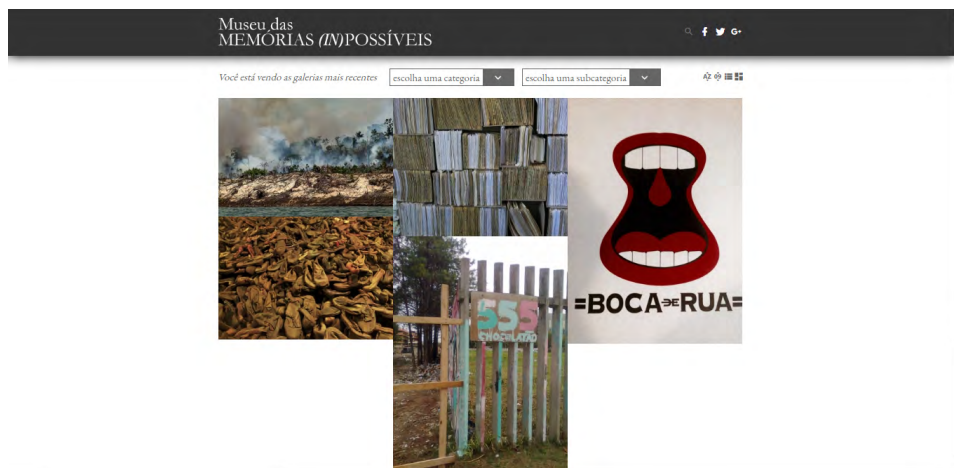 Museu das
MEMÓRIAS (IN)POSSÍVEIS
Você está vendo as galerias mais recentes
escolha uma categoria
escolha uma subcategoria
555
CHOCOLATÃO
=BOCA DE RUA=